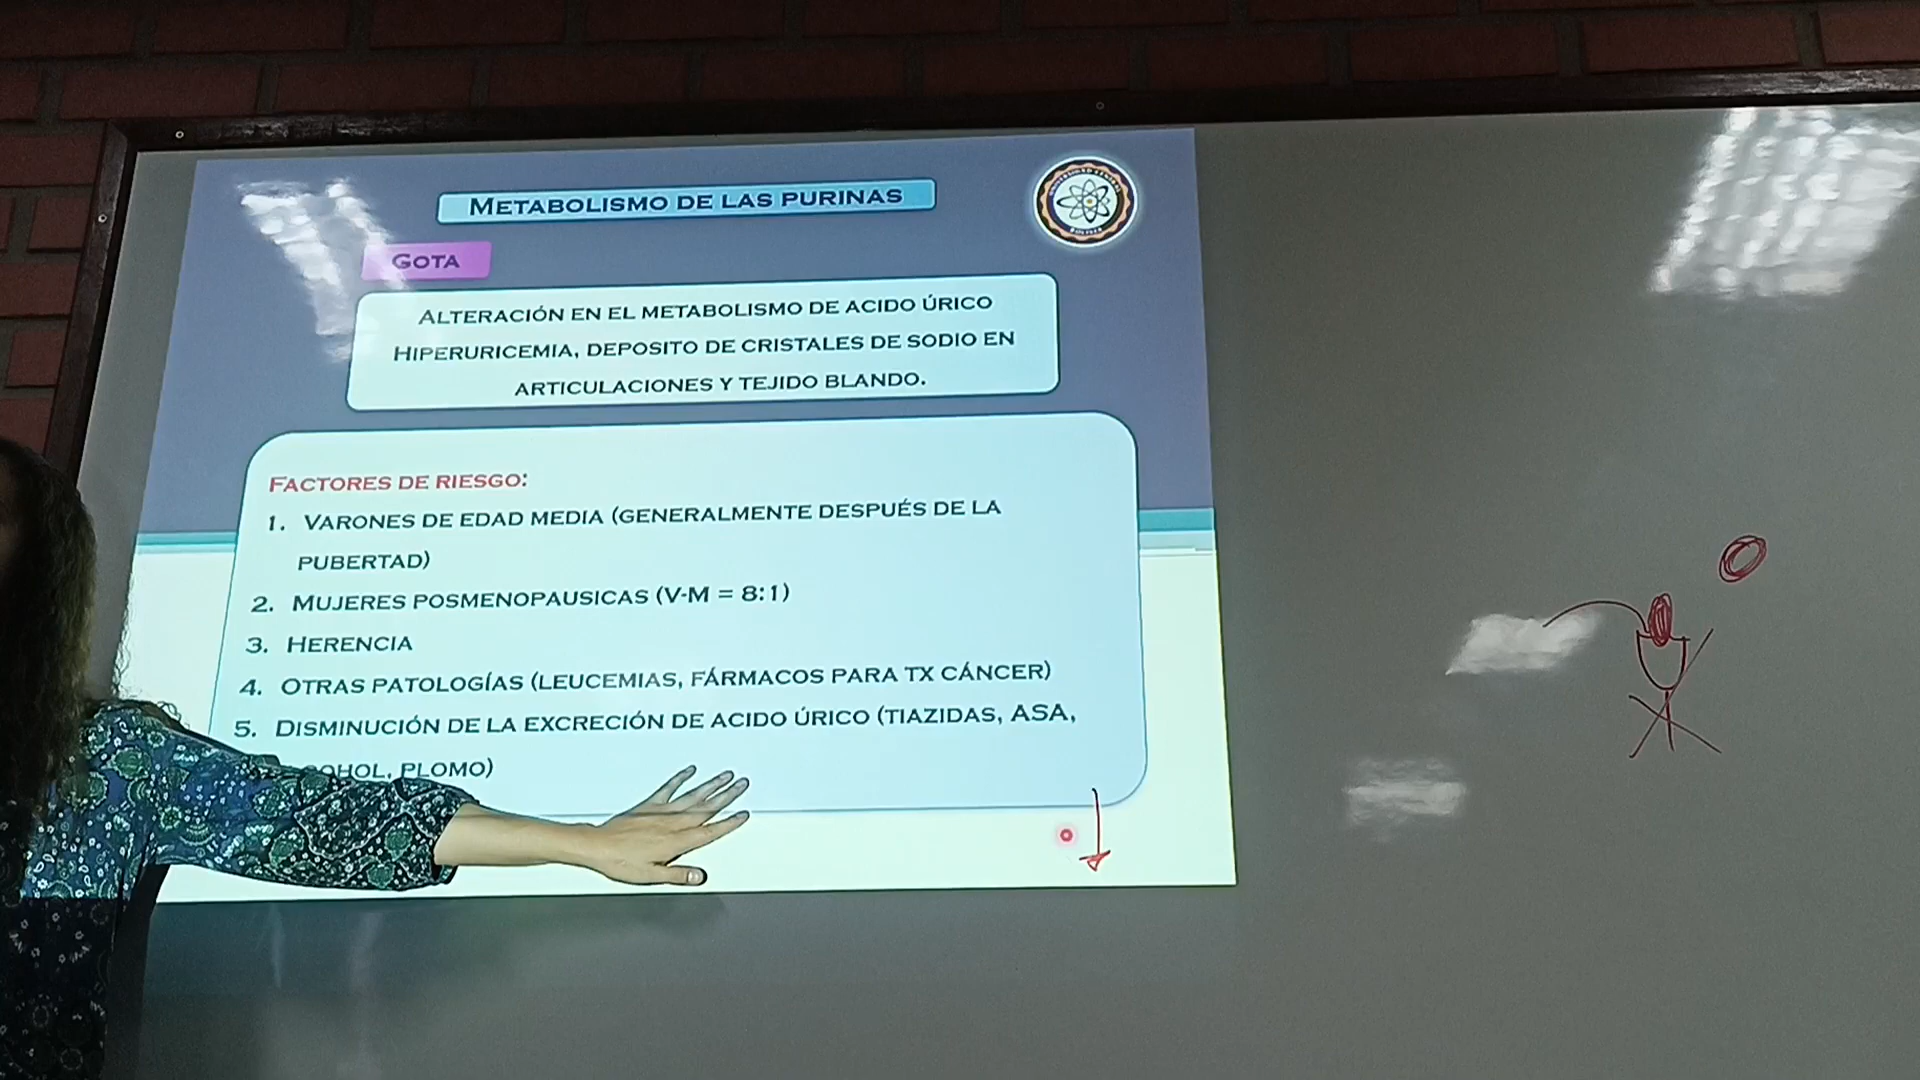 METABOLISMO DE LAS PURINAS
GOTA
ALTERACIÓN EN EL METABOLISMO DE ACIDO ÚRICO
HIPERURICEMIA, DEPOSITO DE CRISTALES DE SODIO EN
ARTICULACIONES Y TEJIDO BLANDO.
FACTORES DE RIESGO:
1. VARONES DE EDAD MEDIA (GENERALMENTE DESPUÉS DE LA
PUBERTAD)
2. MUJERES POSMENOPAUSICAS (V-M = 8:1)
3. HERENCIA
4. OTRAS PATOLOGÍAS (LEUCEMIAS, FÁRMACOS PARA TX CÁNCER)
5. DISMINUCIÓN DE LA EXCRECIÓN DE ACIDO ÚRICO (TIAZIDAS, ASA,
PLOMO)